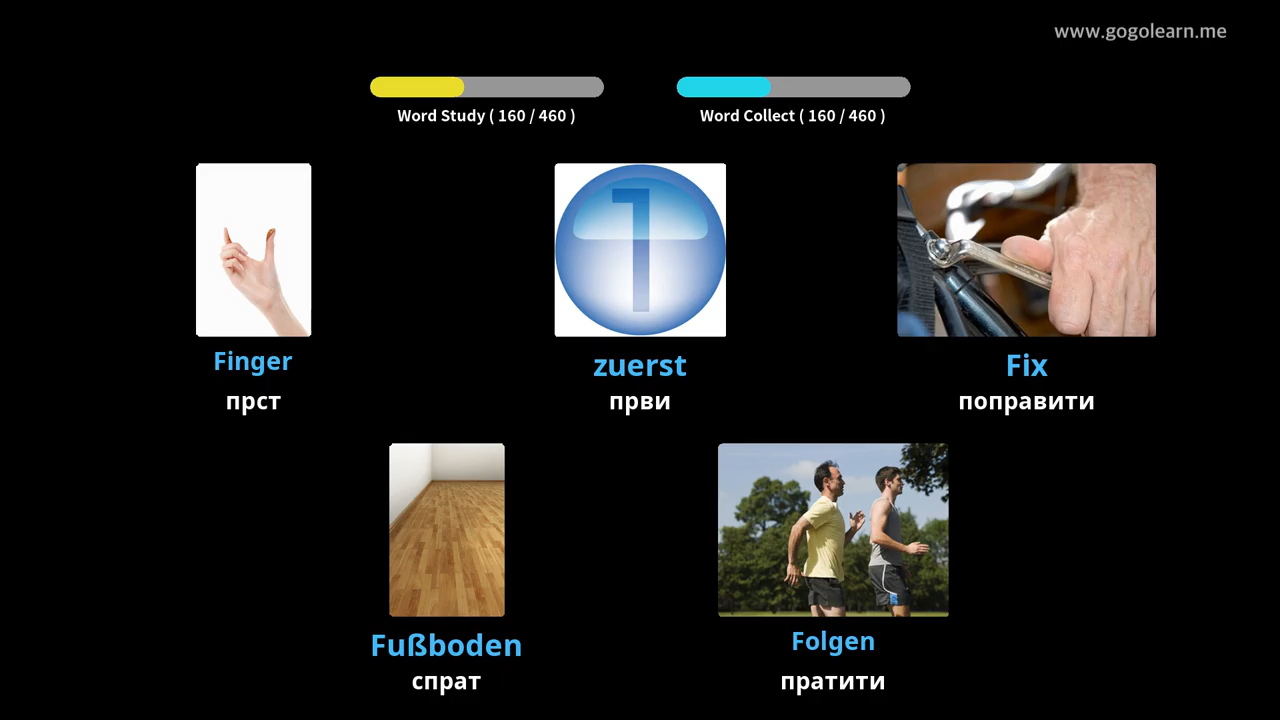 www.gogolearn.me
Word Study ( 160 / 460 )
Word Collect ( 160 / 460 )
1
Finger
прст
zuerst
први
Fix
поправити
Fußboden
спрат
Folgen
пратити